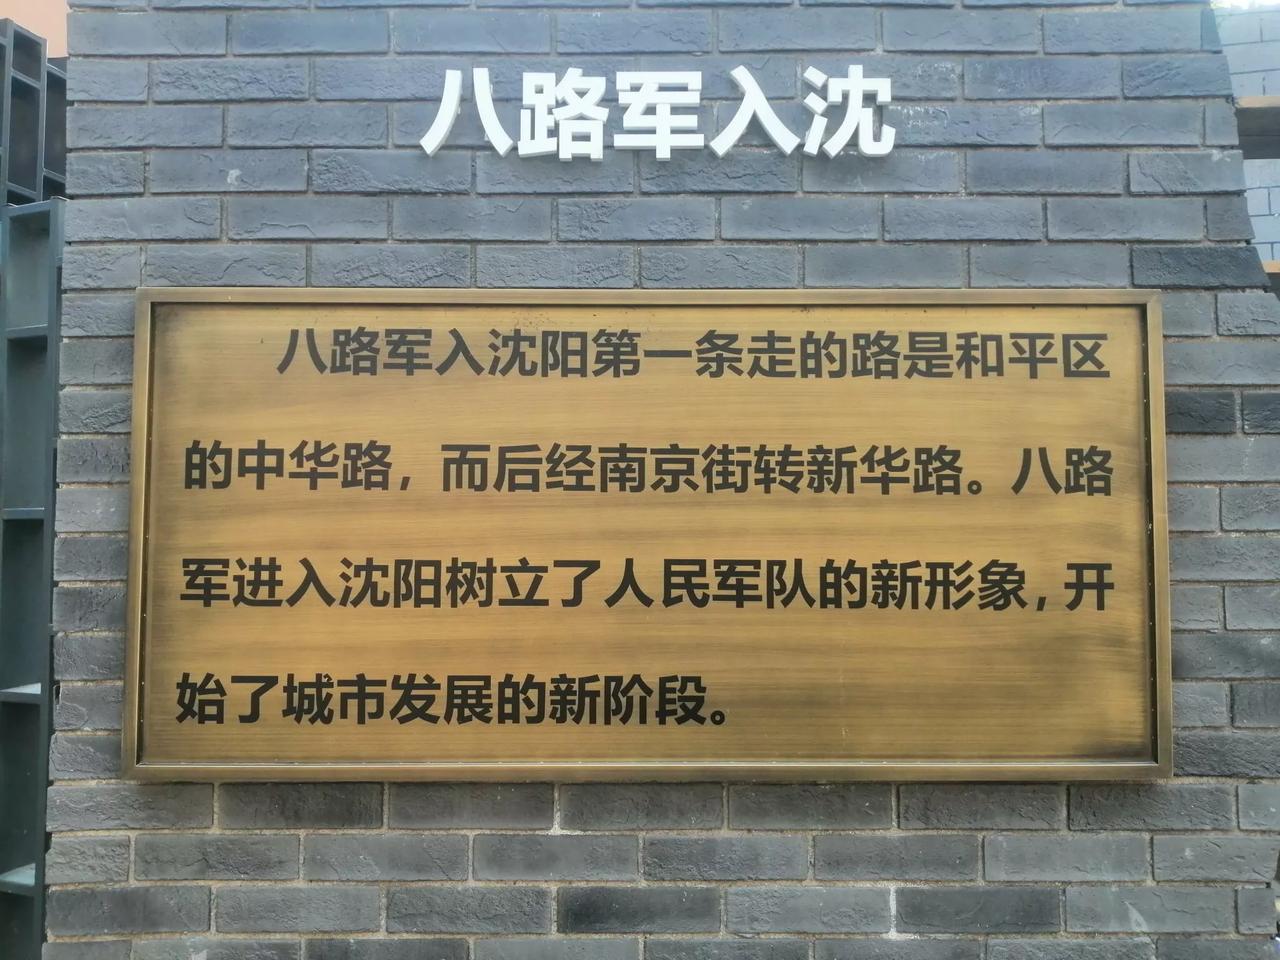 八路军入沈
八路军入沈阳第一条走的路是和平区
的中华路，而后经南京街转新华路。八路
军进入沈阳树立了人民军队的新形象，开
始了城市发展的新阶段。